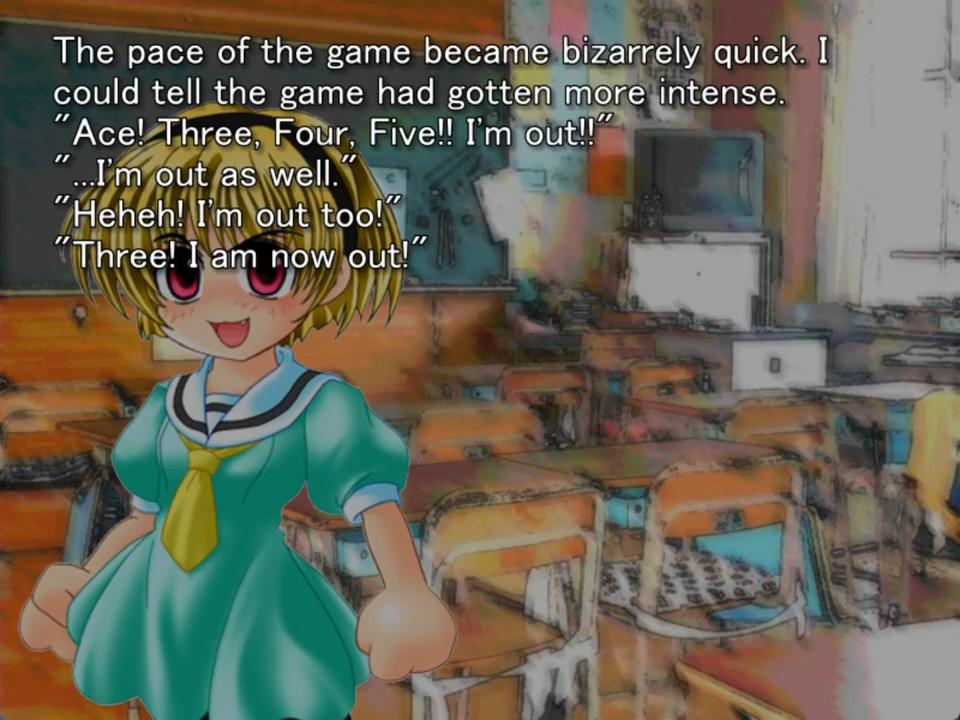 The pace of the game became bizarrely quick. I
could tell the game had gotten more intense.
"Ace! Three, Four, Five!! I'm out!!"
"...I'm out as well."
"Heheh! I'm out too!"
"Three! I am now out!"